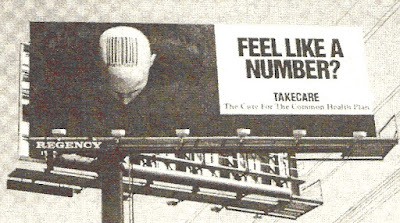 FEEL LIKE A
NUMBER?
TAKECARE
The Cure For The Common Health Plan
REGENCY